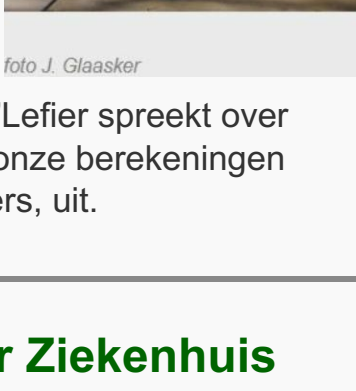 foto J. Glaasker
'Lefier spreekt over
onze berekeningen
ers, uit.
r Ziekenhuis